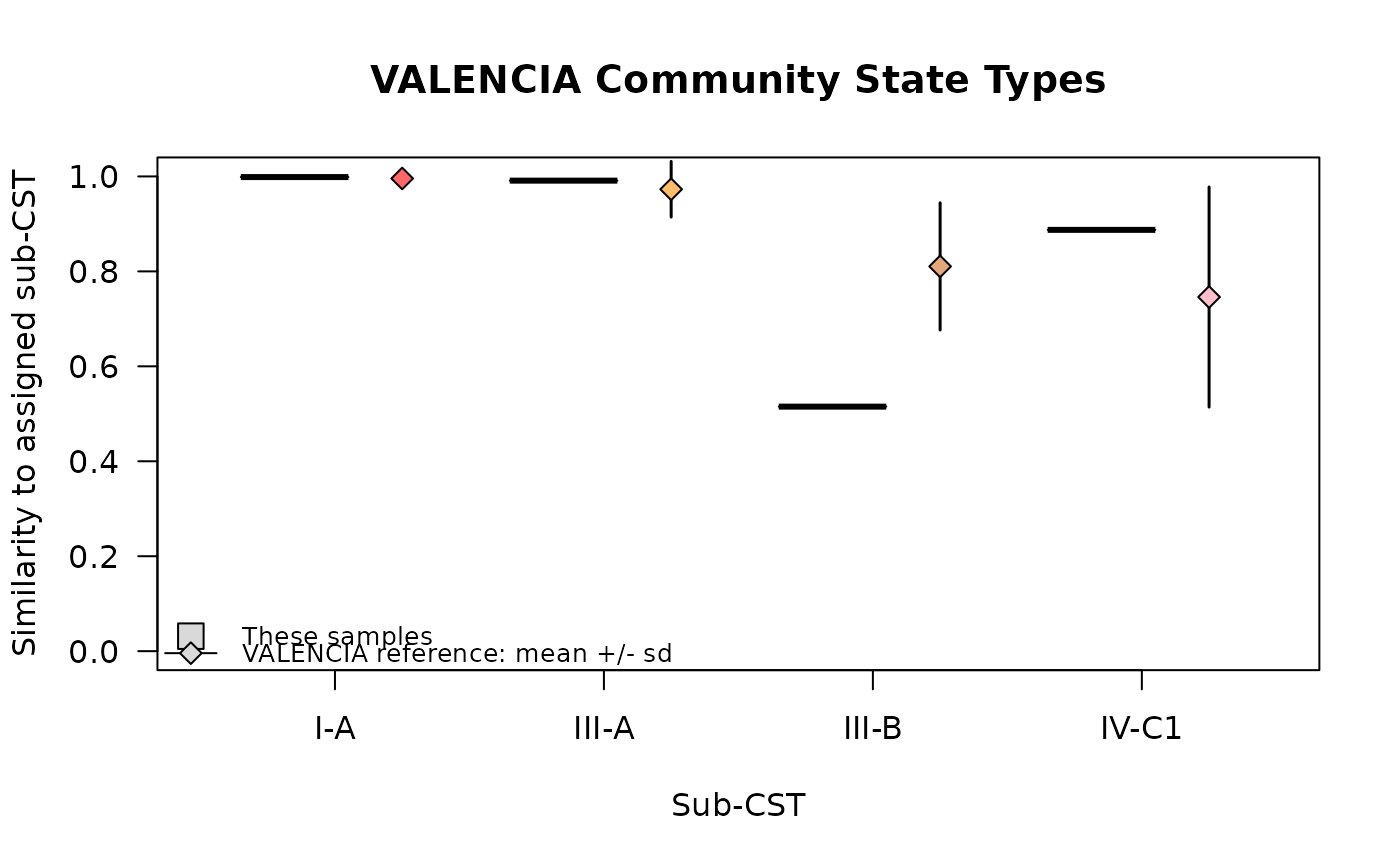 VALENCIA Community State Types
Similarity to assigned sub-CST
1.0
0.8
0.6
0.4
0.2
0.0
These samples
VALENCIA reference: mean +/- sd
I-A
III-A
III-B
IV-C1
Sub-CST